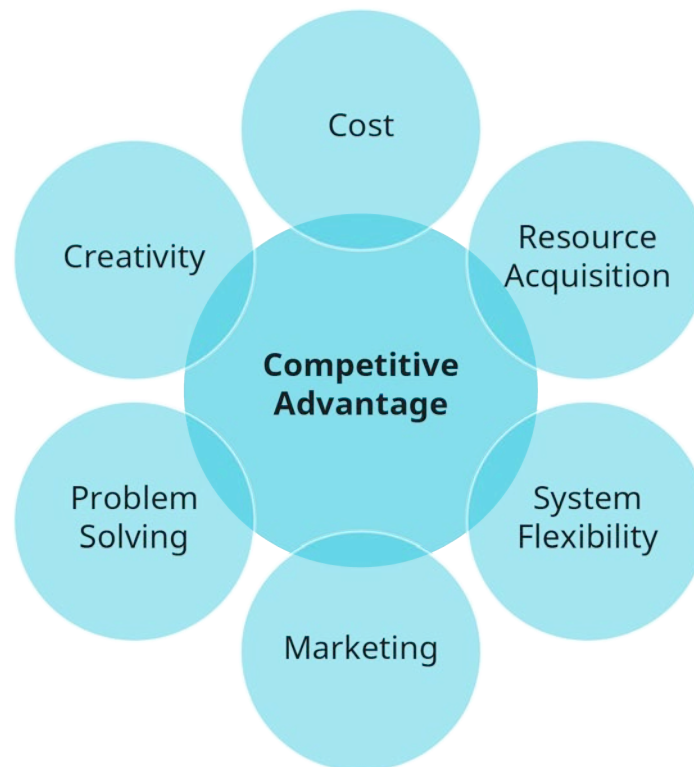 Cost
Resource
Acquisition
System
Flexibility
Marketing
Problem
Solving
Creativity
Competitive
Advantage